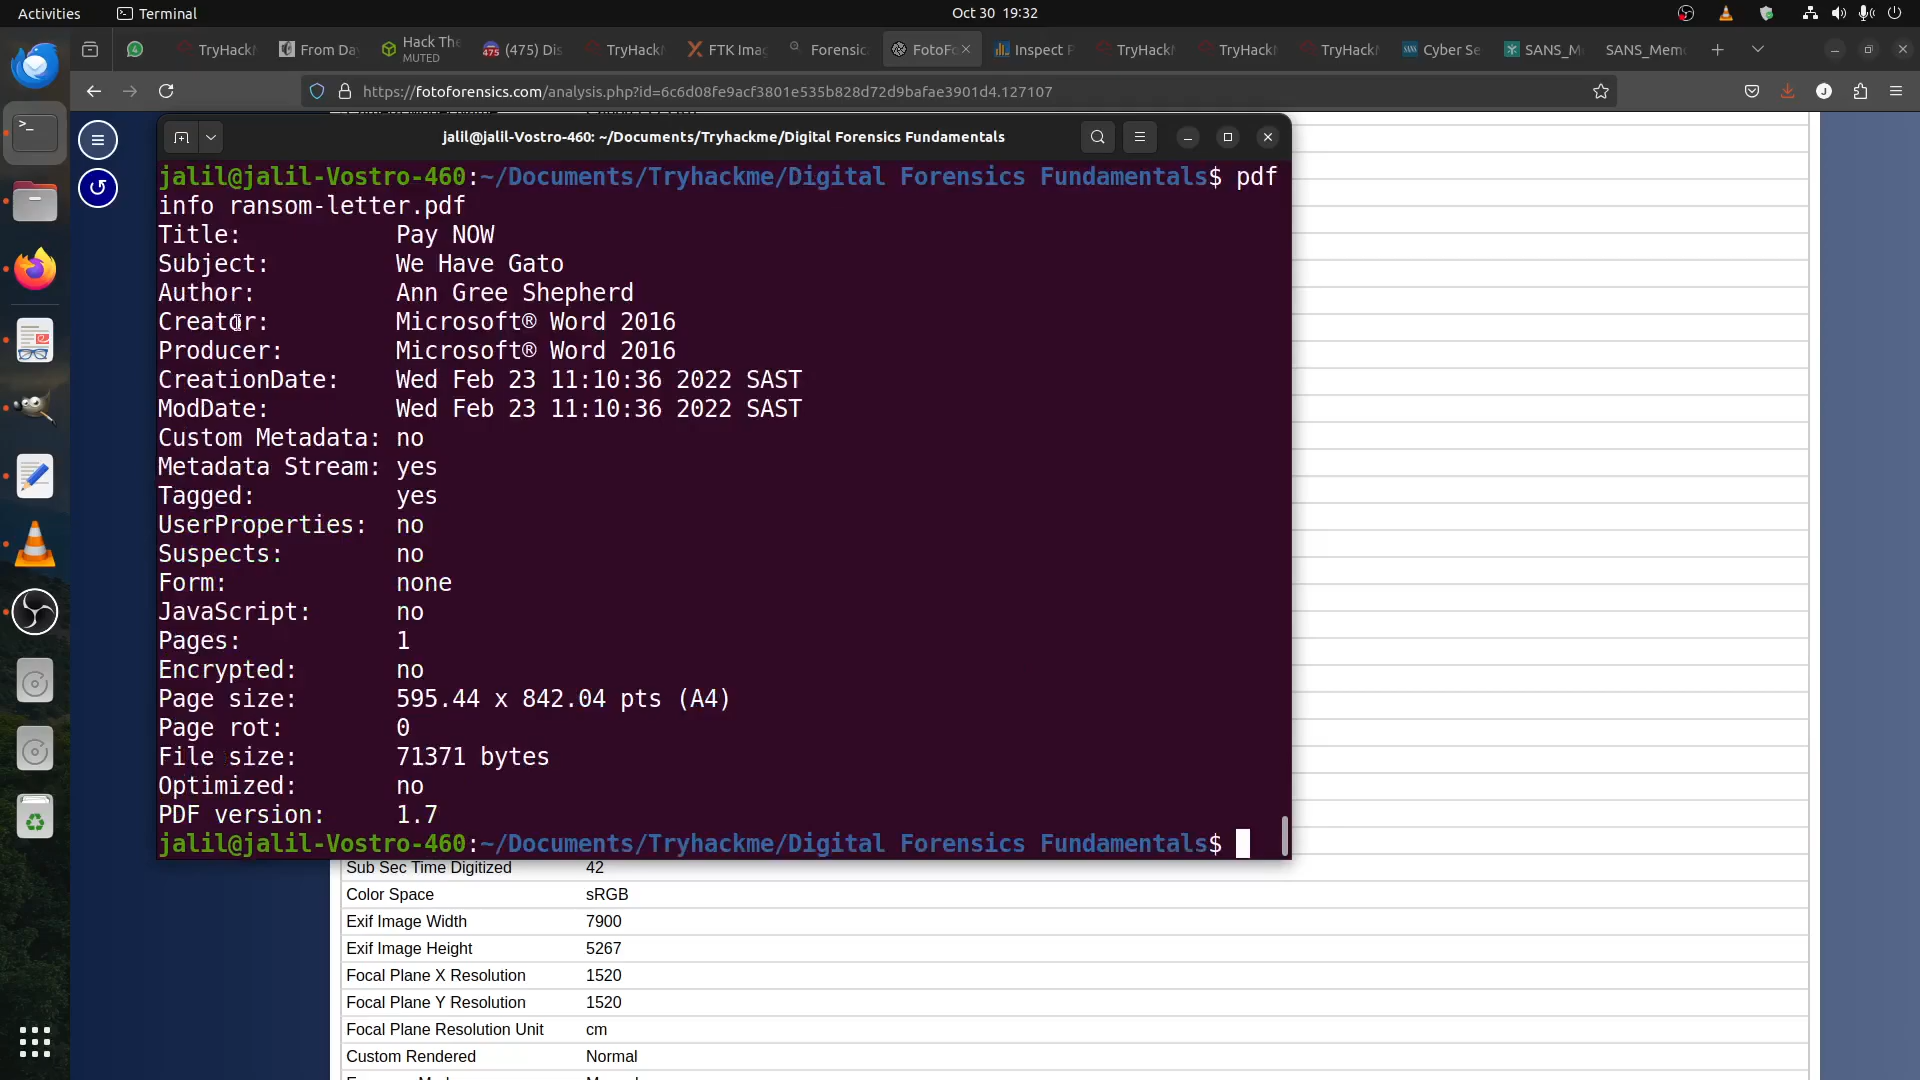 Activities Terminal Oct 30 19:32
TryHackM From Da Hack The MUTED (475) Dis TryHackM FTK Imag Forensic FotoFo Inspect P TryHackM TryHackM TryHackM Cyber Se SANS_M SANS_Mem
https://fotoforensics.com/analysis.php?id=6c6d08fe9acf3801e535b828d72d9bafae3901d4.127107
jalil@jalil-Vostro-460: ~/Documents/Tryhackme/Digital Forensics Fundamentals
jalil@jalil-Vostro-460:~/Documents/Tryhackme/Digital Forensics Fundamentals$ pdf
info ransom-letter.pdf
Title: Pay NOW
Subject: We Have Gato
Author: Ann Gree Shepherd
Creator: Microsoft® Word 2016
Producer: Microsoft® Word 2016
CreationDate: Wed Feb 23 11:10:36 2022 SAST
ModDate: Wed Feb 23 11:10:36 2022 SAST
Custom Metadata: no
Metadata Stream: yes
Tagged: yes
UserProperties: no
Suspects: no
Form: none
JavaScript: no
Pages: 1
Encrypted: no
Page size: 595.44 x 842.04 pts (A4)
Page rot: 0
File size: 71371 bytes
Optimized: no
PDF version: 1.7
jalil@jalil-Vostro-460:~/Documents/Tryhackme/Digital Forensics Fundamentals$
Sub Sec Time Digitized 42
Color Space sRGB
Exif Image Width 7900
Exif Image Height 5267
Focal Plane X Resolution 1520
Focal Plane Y Resolution 1520
Focal Plane Resolution Unit cm
Custom Rendered Normal